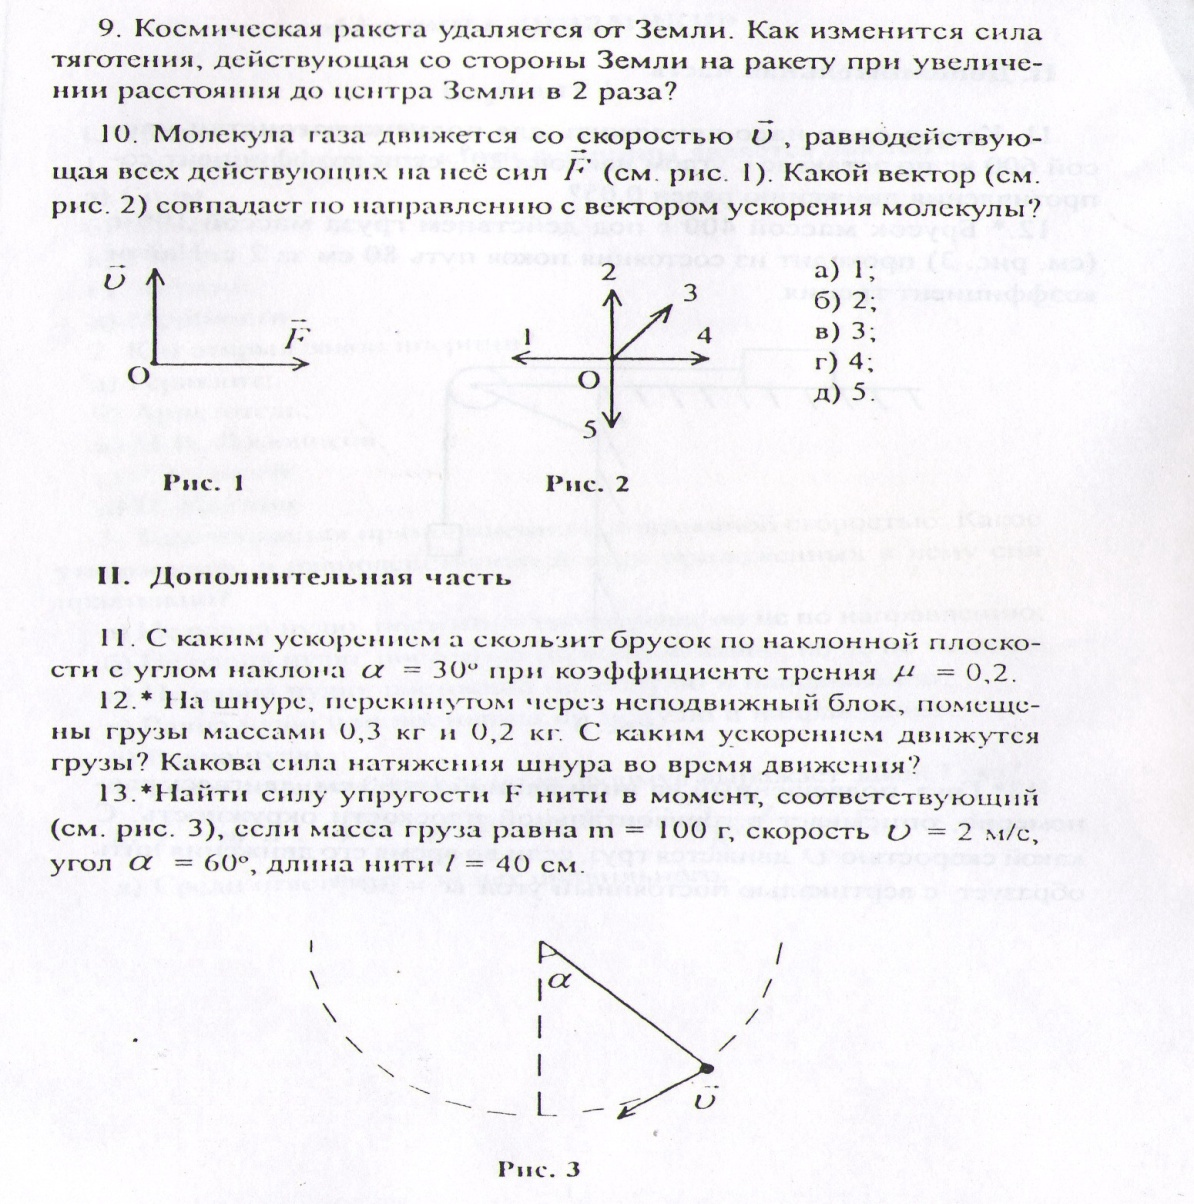 9. Космическая ракета удаляется от Земли. Как изменится сила
тяготения, действующая со стороны Земли на ракету при увеличе-
нии расстояния до центра Земли в 2 раза?
10. Молекула газа движется со скоростью υ⃗, равнодействую-
щая всех действующих на неё сил F⃗ (см. рис. 1). Какой вектор (см.
рис. 2) совпадает по направлению с вектором ускорения молекулы?
υ⃗
F⃗
O
Рис. 1
2
3
1
4
O
5
Рис. 2
а) 1;
б) 2;
в) 3;
г) 4;
д) 5.
II. Дополнительная часть
11. С каким ускорением а скользит брусок по наклонной плоско-
сти с углом наклона α = 30° при коэффициенте трения μ = 0,2.
12.* На шнуре, перекинутом через неподвижный блок, помеще-
ны грузы массами 0,3 кг и 0,2 кг. С каким ускорением движутся
грузы? Какова сила натяжения шнура во время движения?
13.*Найти силу упругости F нити в момент, соответствующий
(см. рис. 3), если масса груза равна m = 100 г, скорость υ = 2 м/с,
угол α = 60°, длина нити l = 40 см.
α
υ⃗
Рис. 3